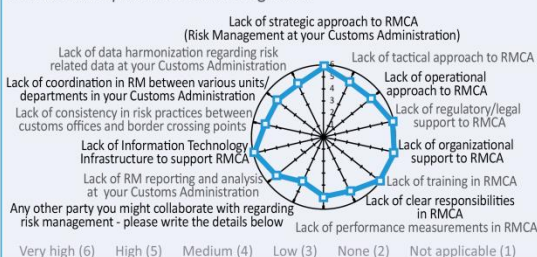 Lack of strategic approach to RMCA
(Risk Management at your Customs Administration)
Lack of data harmonization regarding risk
related data at your Customs Administration
Lack of tactical approach to RMCA
Lack of coordination in RM between various units/
departments in your Customs Administration
Lack of operational
approach to RMCA
Lack of consistency in risk practices between
customs offices and border crossing points
Lack of regulatory/legal
support to RMCA
Lack of Information Technology
Infrastructure to support RMCA
Lack of organizational
support to RMCA
Lack of RM reporting and analysis
at your Customs Administration
Lack of training in RMCA
Any other party you might collaborate with regarding
risk management - please write the details below
Lack of clear responsibilities
in RMCA
Lack of performance measurements in RMCA
6
5
4
3
2
Very high (6) High (5) Medium (4) Low (3) None (2) Not applicable (1)